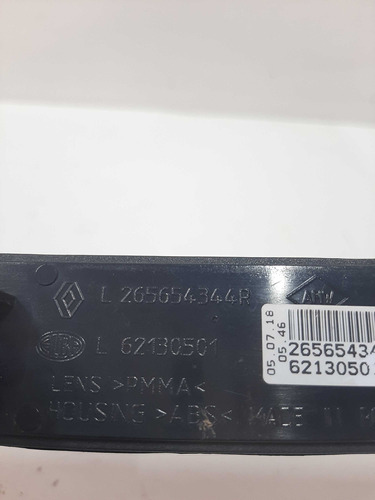 L 265654344R
L 62130501
LENS >PMMA<
HOUSING >ABS< MADE IN M
05.07.18
05.46
26565434
6213050